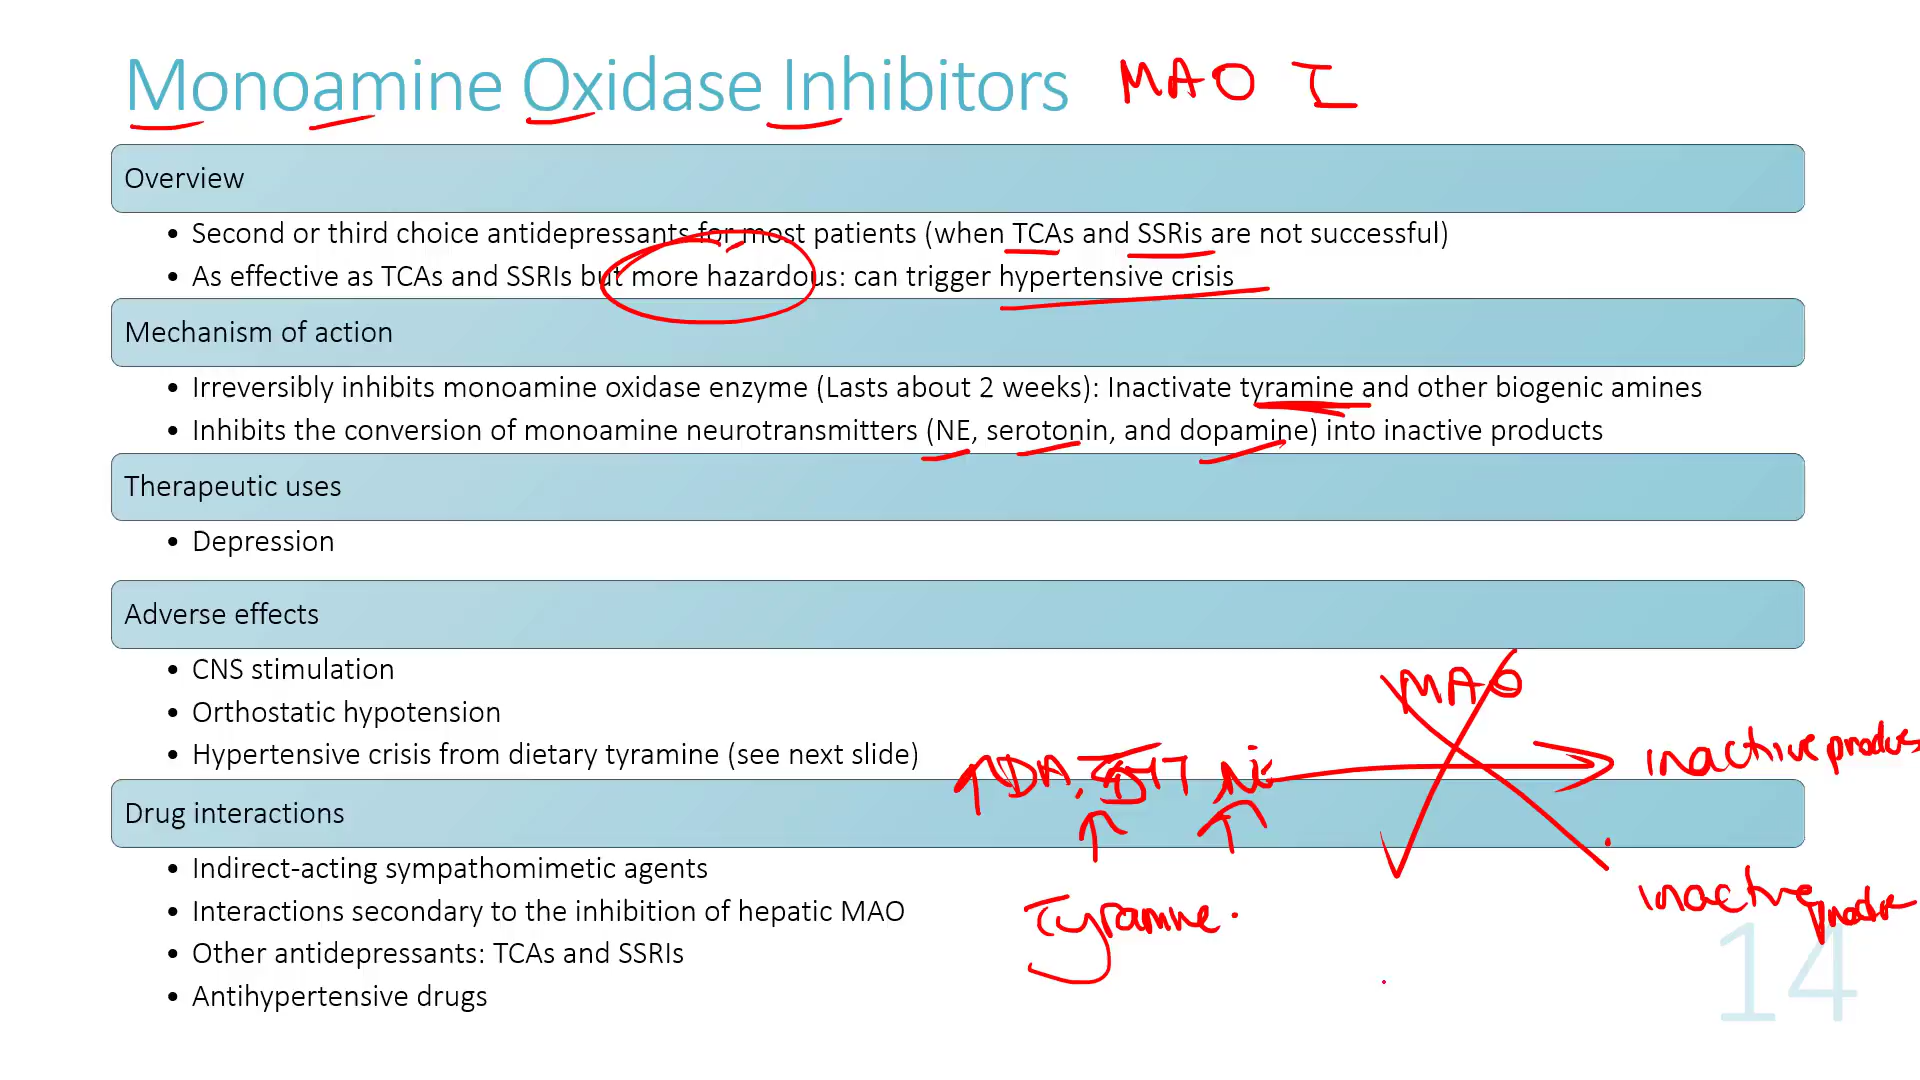 Monoamine Oxidase Inhibitors MAO I
Overview
• Second or third choice antidepressants for most patients (when TCAs and SSRis are not successful)
• As effective as TCAs and SSRIs but more hazardous: can trigger hypertensive crisis
Mechanism of action
• Irreversibly inhibits monoamine oxidase enzyme (Lasts about 2 weeks): Inactivate tyramine and other biogenic amines
• Inhibits the conversion of monoamine neurotransmitters (NE, serotonin, and dopamine) into inactive products
Therapeutic uses
• Depression
Adverse effects
• CNS stimulation
• Orthostatic hypotension
• Hypertensive crisis from dietary tyramine (see next slide)
MAO
↑DA, 5HT NE
inactive
Drug interactions
• Indirect-acting sympathomimetic agents
• Interactions secondary to the inhibition of hepatic MAO
• Other antidepressants: TCAs and SSRIs
• Antihypertensive drugs
Tyramine.
inactive
14